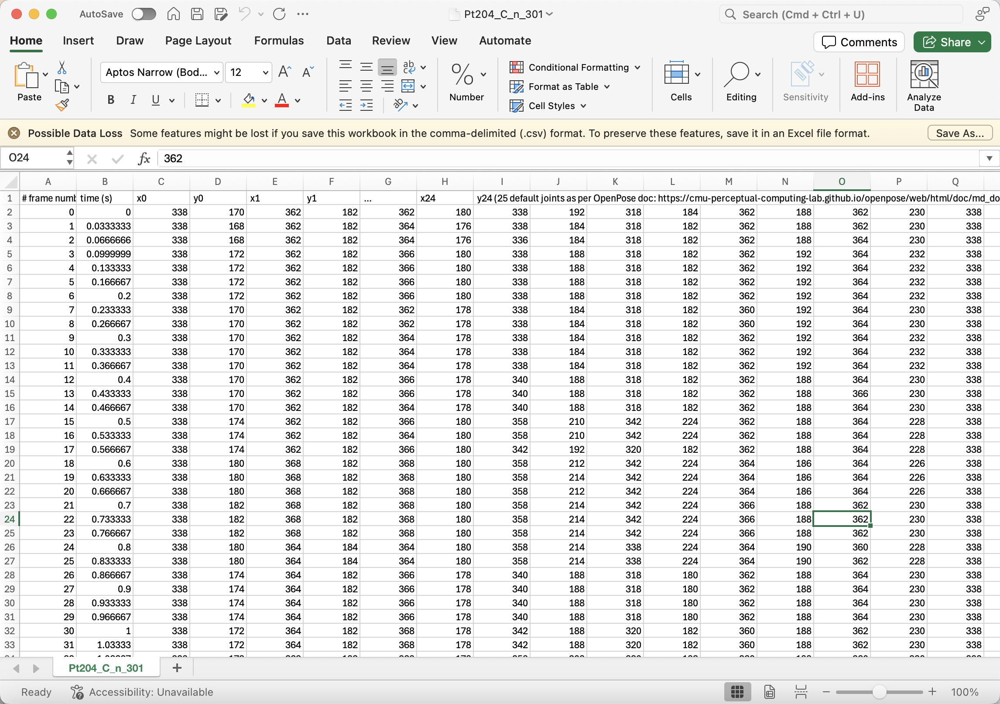 AutoSave
Pt204_C_n_301
Search (Cmd + Ctrl + U)
Home Insert Draw Page Layout Formulas Data Review View Automate
Comments Share
Paste
Aptos Narrow (Bod... 12
B I U A
Number
Conditional Formatting
Format as Table
Cell Styles
Cells
Editing
Sensitivity
Add-ins
Analyze Data
Possible Data Loss Some features might be lost if you save this workbook in the comma-delimited (.csv) format. To preserve these features, save it in an Excel file format. Save As...
O24 fx 362
A B C D E F G H I J K L M N O P Q
1 # frame numb time (s) x0 y0 x1 y1 ... x24 y24 (25 default joints as per OpenPose doc: https://cmu-perceptual-computing-lab.github.io/openpose/web/html/doc/md_do
2 0 0 338 170 362 182 362 180 338 192 318 184 362 188 362 230 338
3 1 0.0333333 338 168 362 182 364 176 338 184 318 182 362 188 362 230 338
4 2 0.0666666 338 168 362 182 364 176 336 184 318 182 362 188 364 230 338
5 3 0.0999999 338 172 362 182 366 180 338 188 318 182 362 192 364 232 338
6 4 0.133333 338 172 362 182 366 180 338 188 318 182 362 192 364 232 338
7 5 0.166667 338 172 362 182 366 180 338 188 318 182 362 192 364 232 338
8 6 0.2 338 172 362 182 366 180 338 188 318 182 362 192 364 232 338
9 7 0.233333 338 170 362 182 362 178 338 184 318 182 360 192 364 230 338
10 8 0.266667 338 170 362 182 362 178 338 184 318 182 360 192 364 230 338
11 9 0.3 338 170 362 182 364 178 338 184 318 182 362 192 364 232 338
12 10 0.333333 338 170 362 182 364 178 338 184 318 182 362 192 364 232 338
13 11 0.366667 338 170 362 182 364 178 338 184 318 182 362 192 364 232 338
14 12 0.4 338 170 362 182 366 178 340 188 318 182 362 188 364 230 338
15 13 0.433333 338 170 362 182 366 178 340 188 318 182 362 188 366 230 338
16 14 0.466667 338 170 362 182 364 178 340 188 318 182 362 188 364 230 338
17 15 0.5 338 174 362 182 366 180 358 210 342 224 362 188 364 228 338
18 16 0.533333 338 174 362 182 364 180 358 210 342 224 362 188 364 228 338
19 17 0.566667 338 174 362 182 366 180 342 192 320 182 362 188 364 228 338
20 18 0.6 338 180 368 182 368 180 358 212 342 224 364 186 364 226 338
21 19 0.633333 338 180 368 182 368 180 358 214 342 224 364 186 364 226 338
22 20 0.666667 338 180 368 182 368 180 358 212 342 224 364 186 364 226 338
23 21 0.7 338 182 368 182 368 180 358 214 342 224 366 188 362 230 338
24 22 0.733333 338 182 368 182 368 180 358 214 342 224 366 188 362 230 338
25 23 0.766667 338 182 368 182 368 180 358 214 342 224 366 188 362 230 338
26 24 0.8 338 180 364 184 364 180 358 214 338 224 364 190 360 228 338
27 25 0.833333 338 180 364 184 364 180 358 214 338 224 364 190 362 228 338
28 26 0.866667 338 174 364 182 366 178 340 188 318 180 362 188 364 230 338
29 27 0.9 338 174 364 182 366 178 340 188 318 180 362 188 364 230 338
30 28 0.933333 338 174 364 182 366 178 340 188 318 180 362 188 364 230 338
31 29 0.966667 338 174 364 182 366 178 340 188 318 180 362 188 364 230 338
32 30 1 338 172 364 182 368 178 342 188 320 182 360 188 362 230 338
33 31 1.03333 338 172 364 182 368 178 342 188 320 182 360 188 362 230 338
Pt204_C_n_301 +
Ready Accessibility: Unavailable 100%